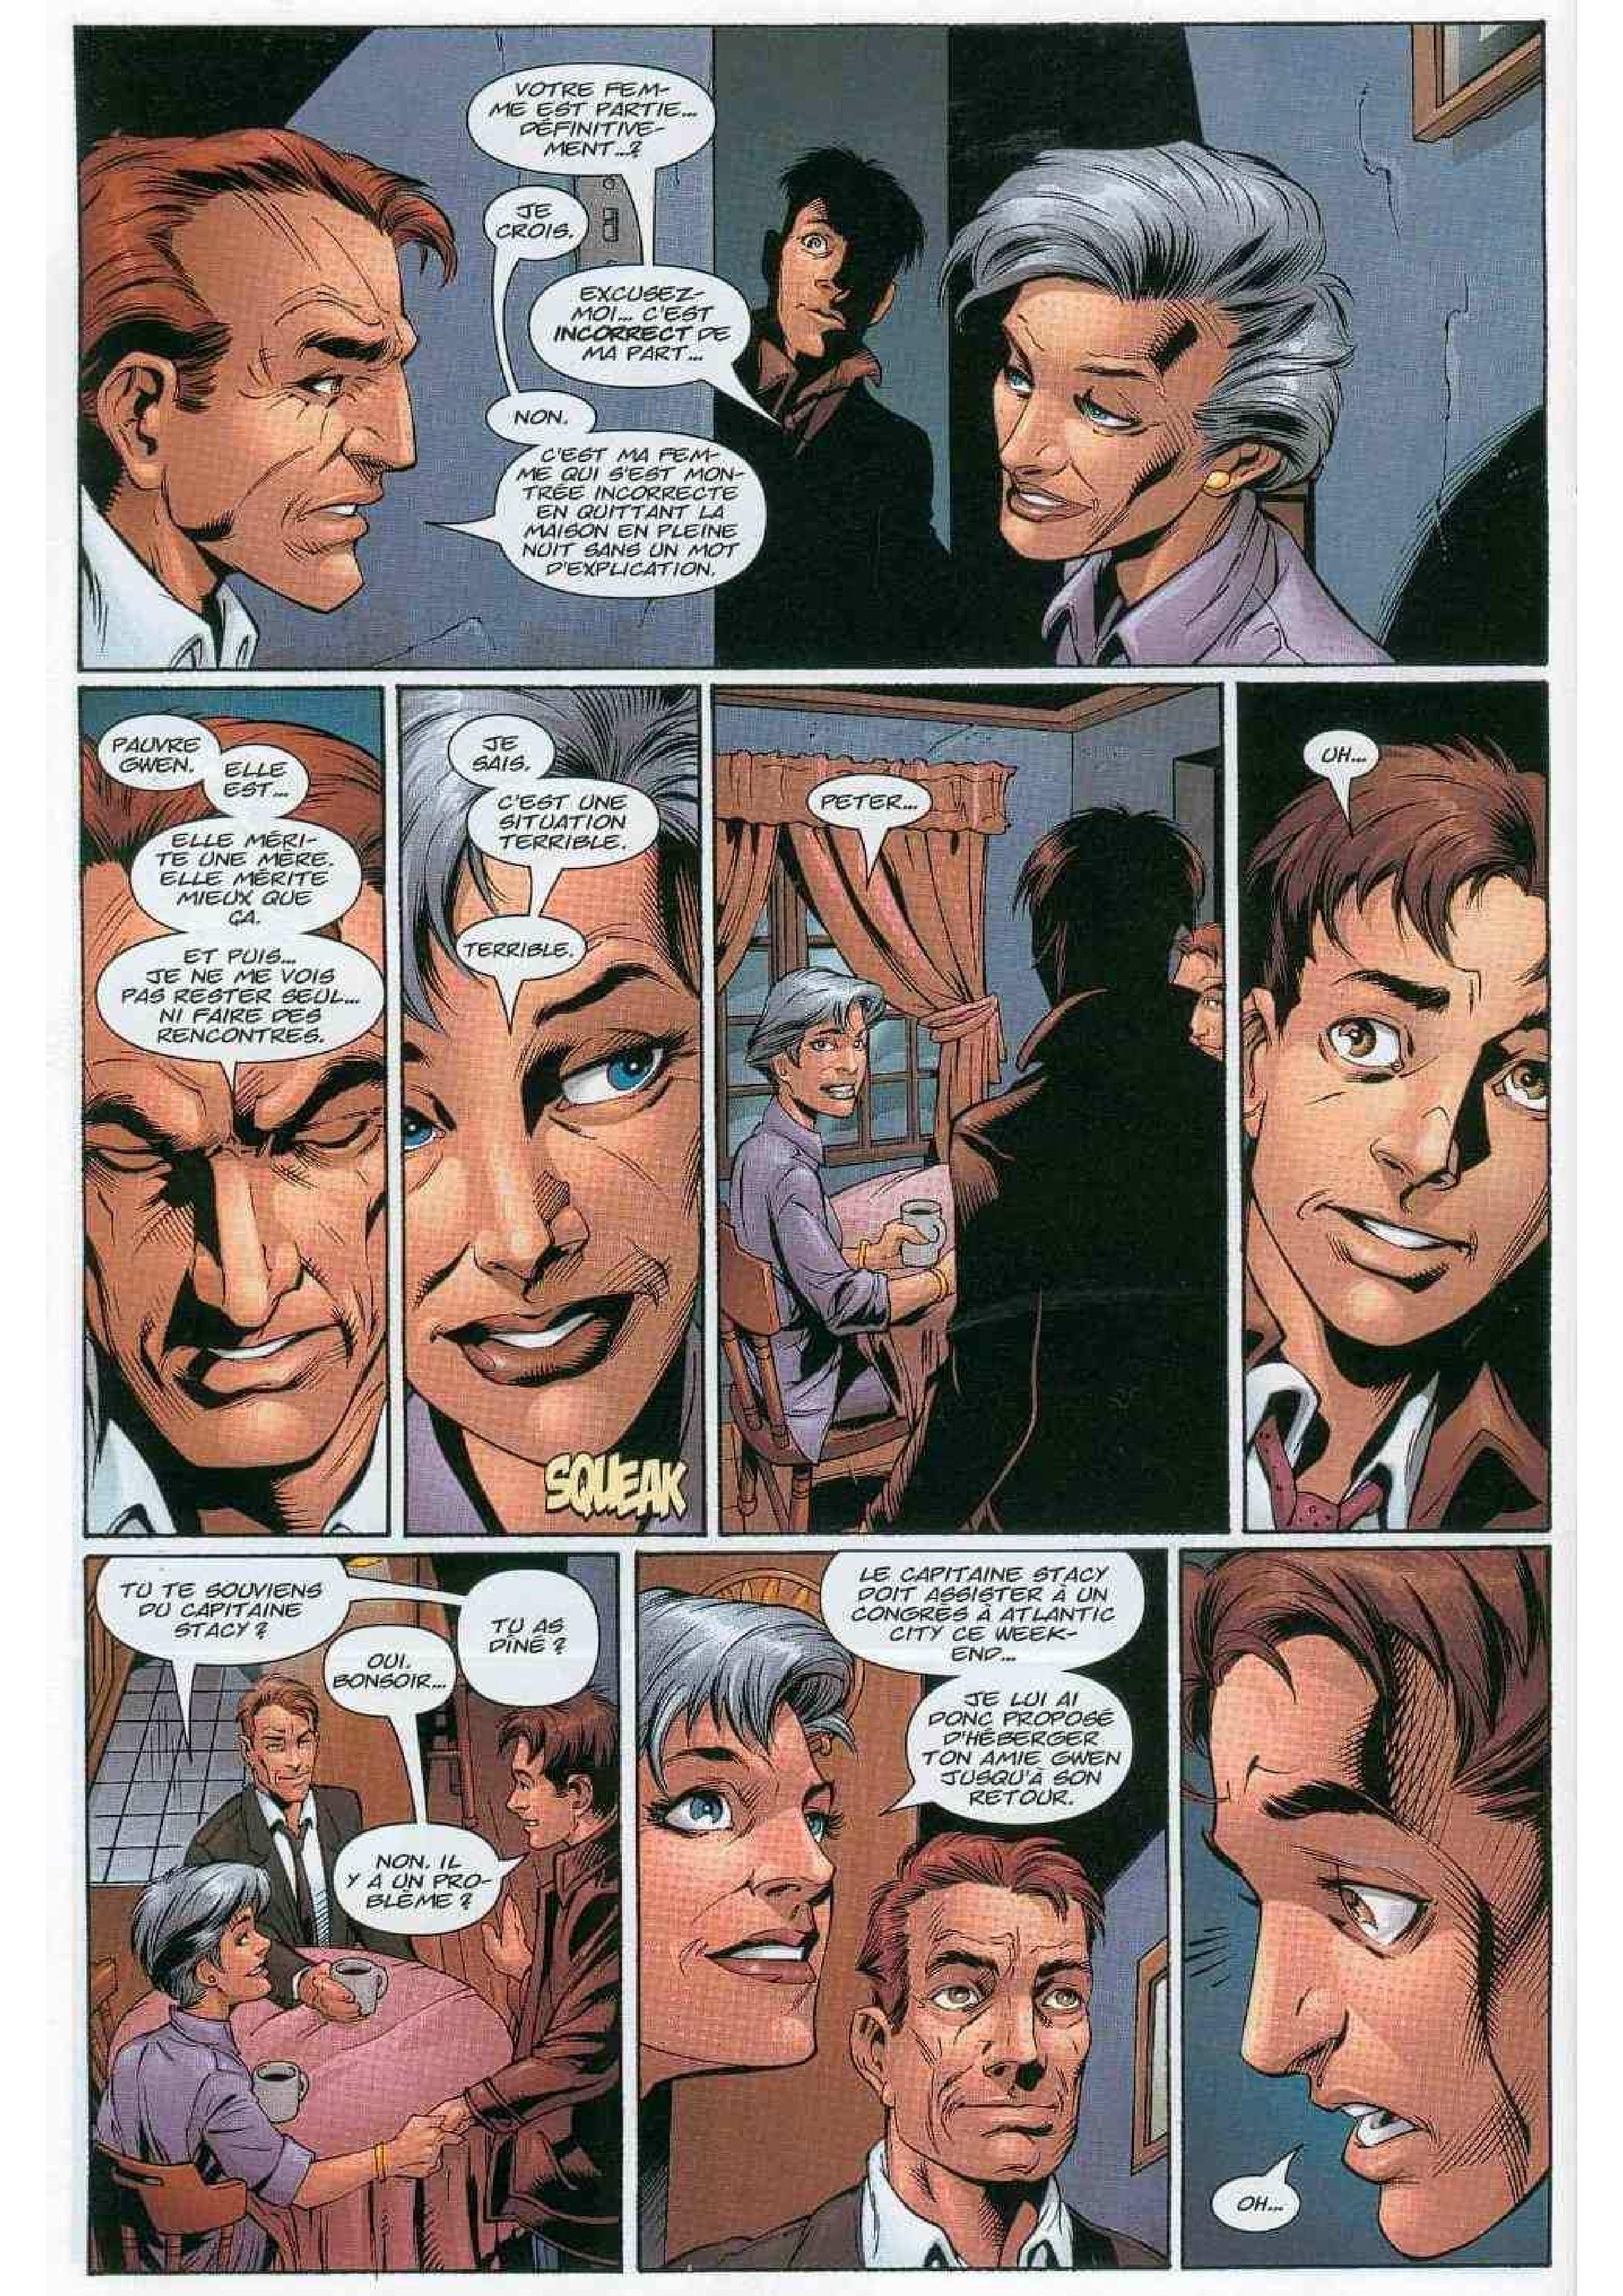 VOTRE FEM-
ME EST PARTIE...
DÉFINITIVE-
MENT...?
JE
CROIS.
EXCUSEZ-
MOI... C'EST
INCORRECT DE
MA PART...
NON.
C'EST MA FEM-
ME QUI S'EST MON-
TRÉE INCORRECTE
EN QUITTANT LA
MAISON EN PLEINE
NUIT SANS UN MOT
D'EXPLICATION.
PAUVRE
GWEN.
ELLE
EST...
ELLE MÉRI-
TE UNE MÈRE.
ELLE MÉRITE
MIEUX QUE
ÇA.
ET PUIS...
JE NE ME VOIS
PAS RESTER SEUL...
NI FAIRE DES
RENCONTRES.
JE
SAIS.
C'EST UNE
SITUATION
TERRIBLE.
TERRIBLE.
SQUEAK
PETER...
UH...
TU TE SOUVIENS
DU CAPITAINE
STACY ?
OUI.
BONSOIR...
TU AS
DÎNÉ ?
NON. IL
Y A UN PRO-
BLÈME ?
LE CAPITAINE STACY
DOIT ASSISTER À UN
CONGRÈS À ATLANTIC
CITY CE WEEK-
END...
JE LUI AI
DONC PROPOSÉ
D'HÉBERGER
TON AMIE GWEN
JUSQU'À SON
RETOUR.
OH...